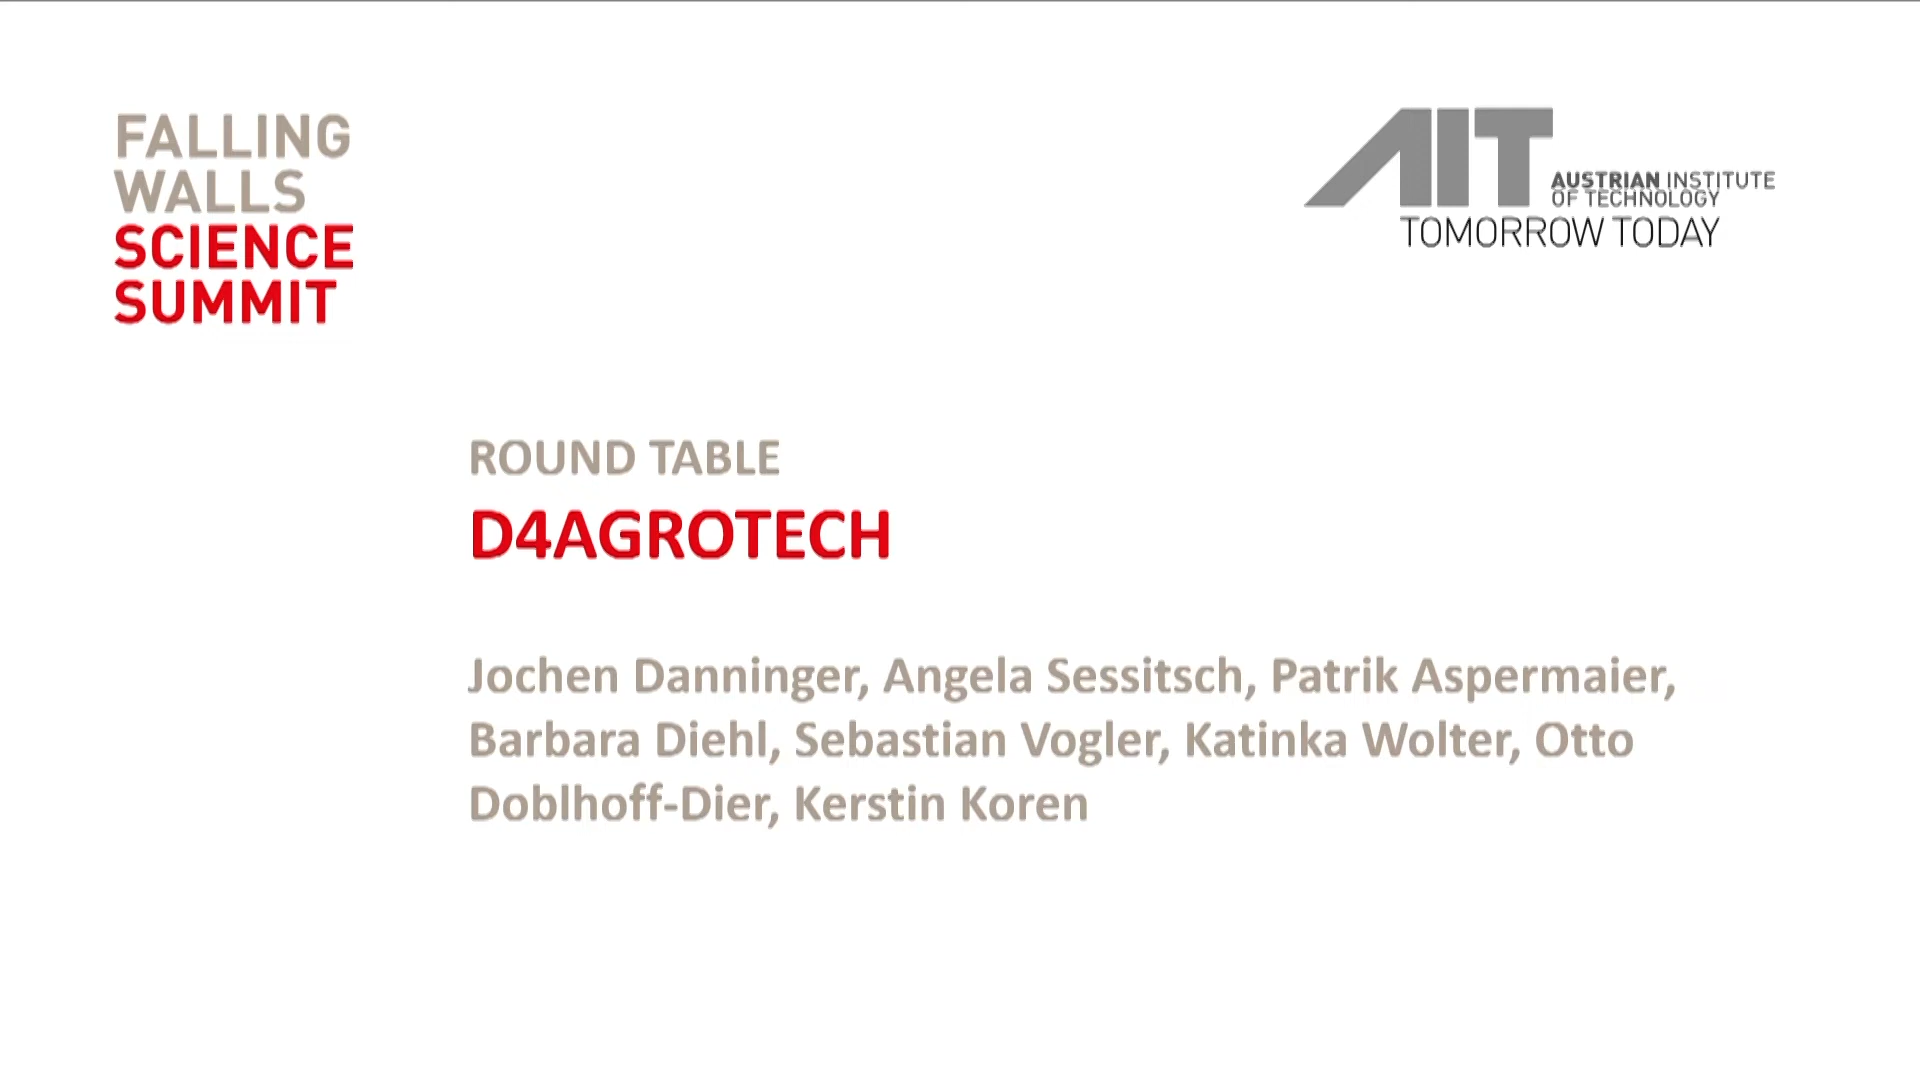 FALLING
WALLS
SCIENCE
SUMMIT
AIT
AUSTRIAN INSTITUTE
OF TECHNOLOGY
TOMORROW TODAY
ROUND TABLE
D4AGROTECH
Jochen Danninger, Angela Sessitsch, Patrik Aspermaier,
Barbara Diehl, Sebastian Vogler, Katinka Wolter, Otto
Doblhoff-Dier, Kerstin Koren